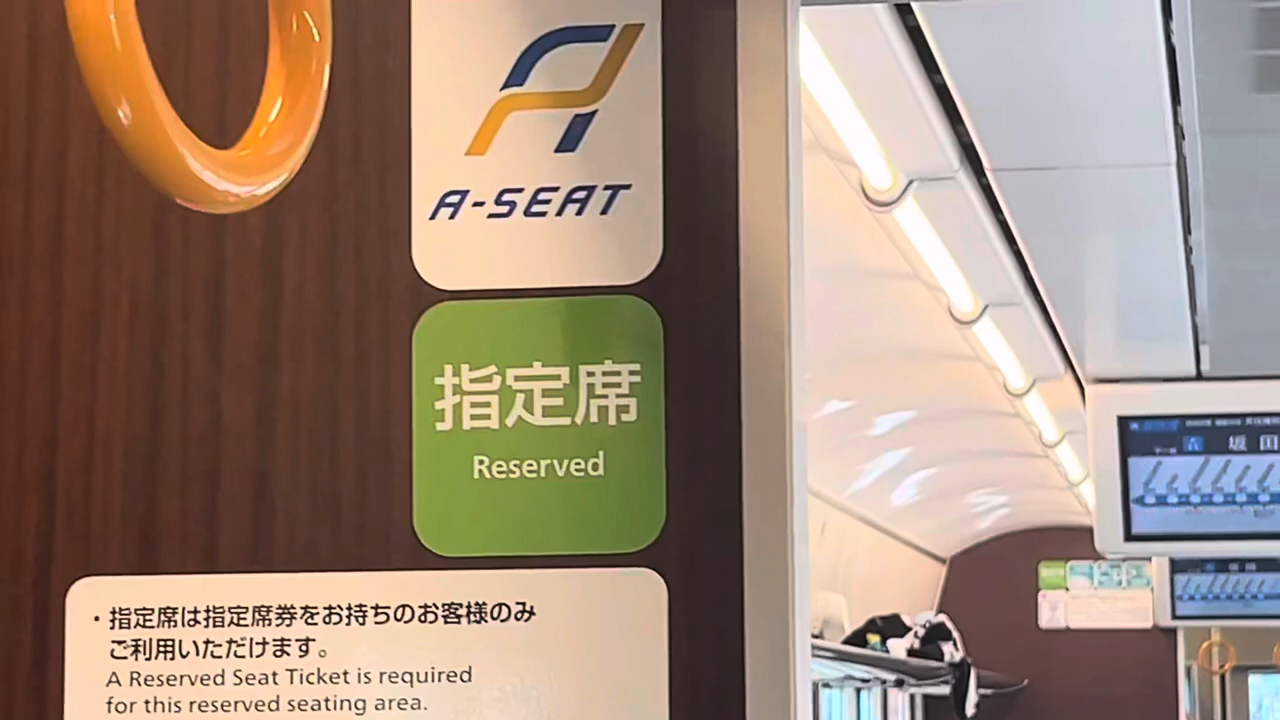 A-SEAT
指定席
Reserved
・指定席は指定席券をお持ちのお客様のみ
ご利用いただけます。
A Reserved Seat Ticket is required
for this reserved seating area.
坂田